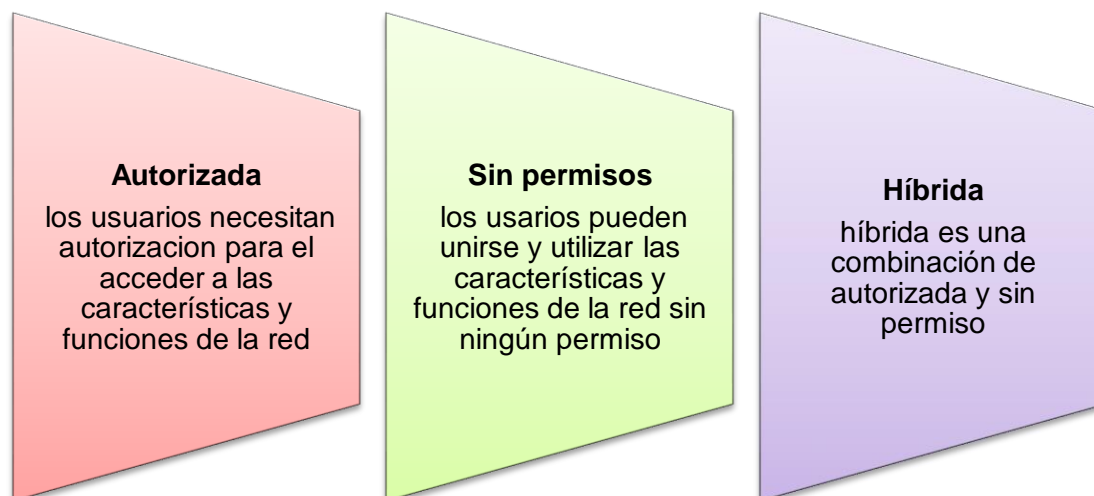 Autorizada
los usuarios necesitan
autorizacion para el
acceder a las
características y
funciones de la red
Sin permisos
los usarios pueden
unirse y utilizar las
características y
funciones de la red sin
ningún permiso
Híbrida
híbrida es una
combinación de
autorizada y sin
permiso